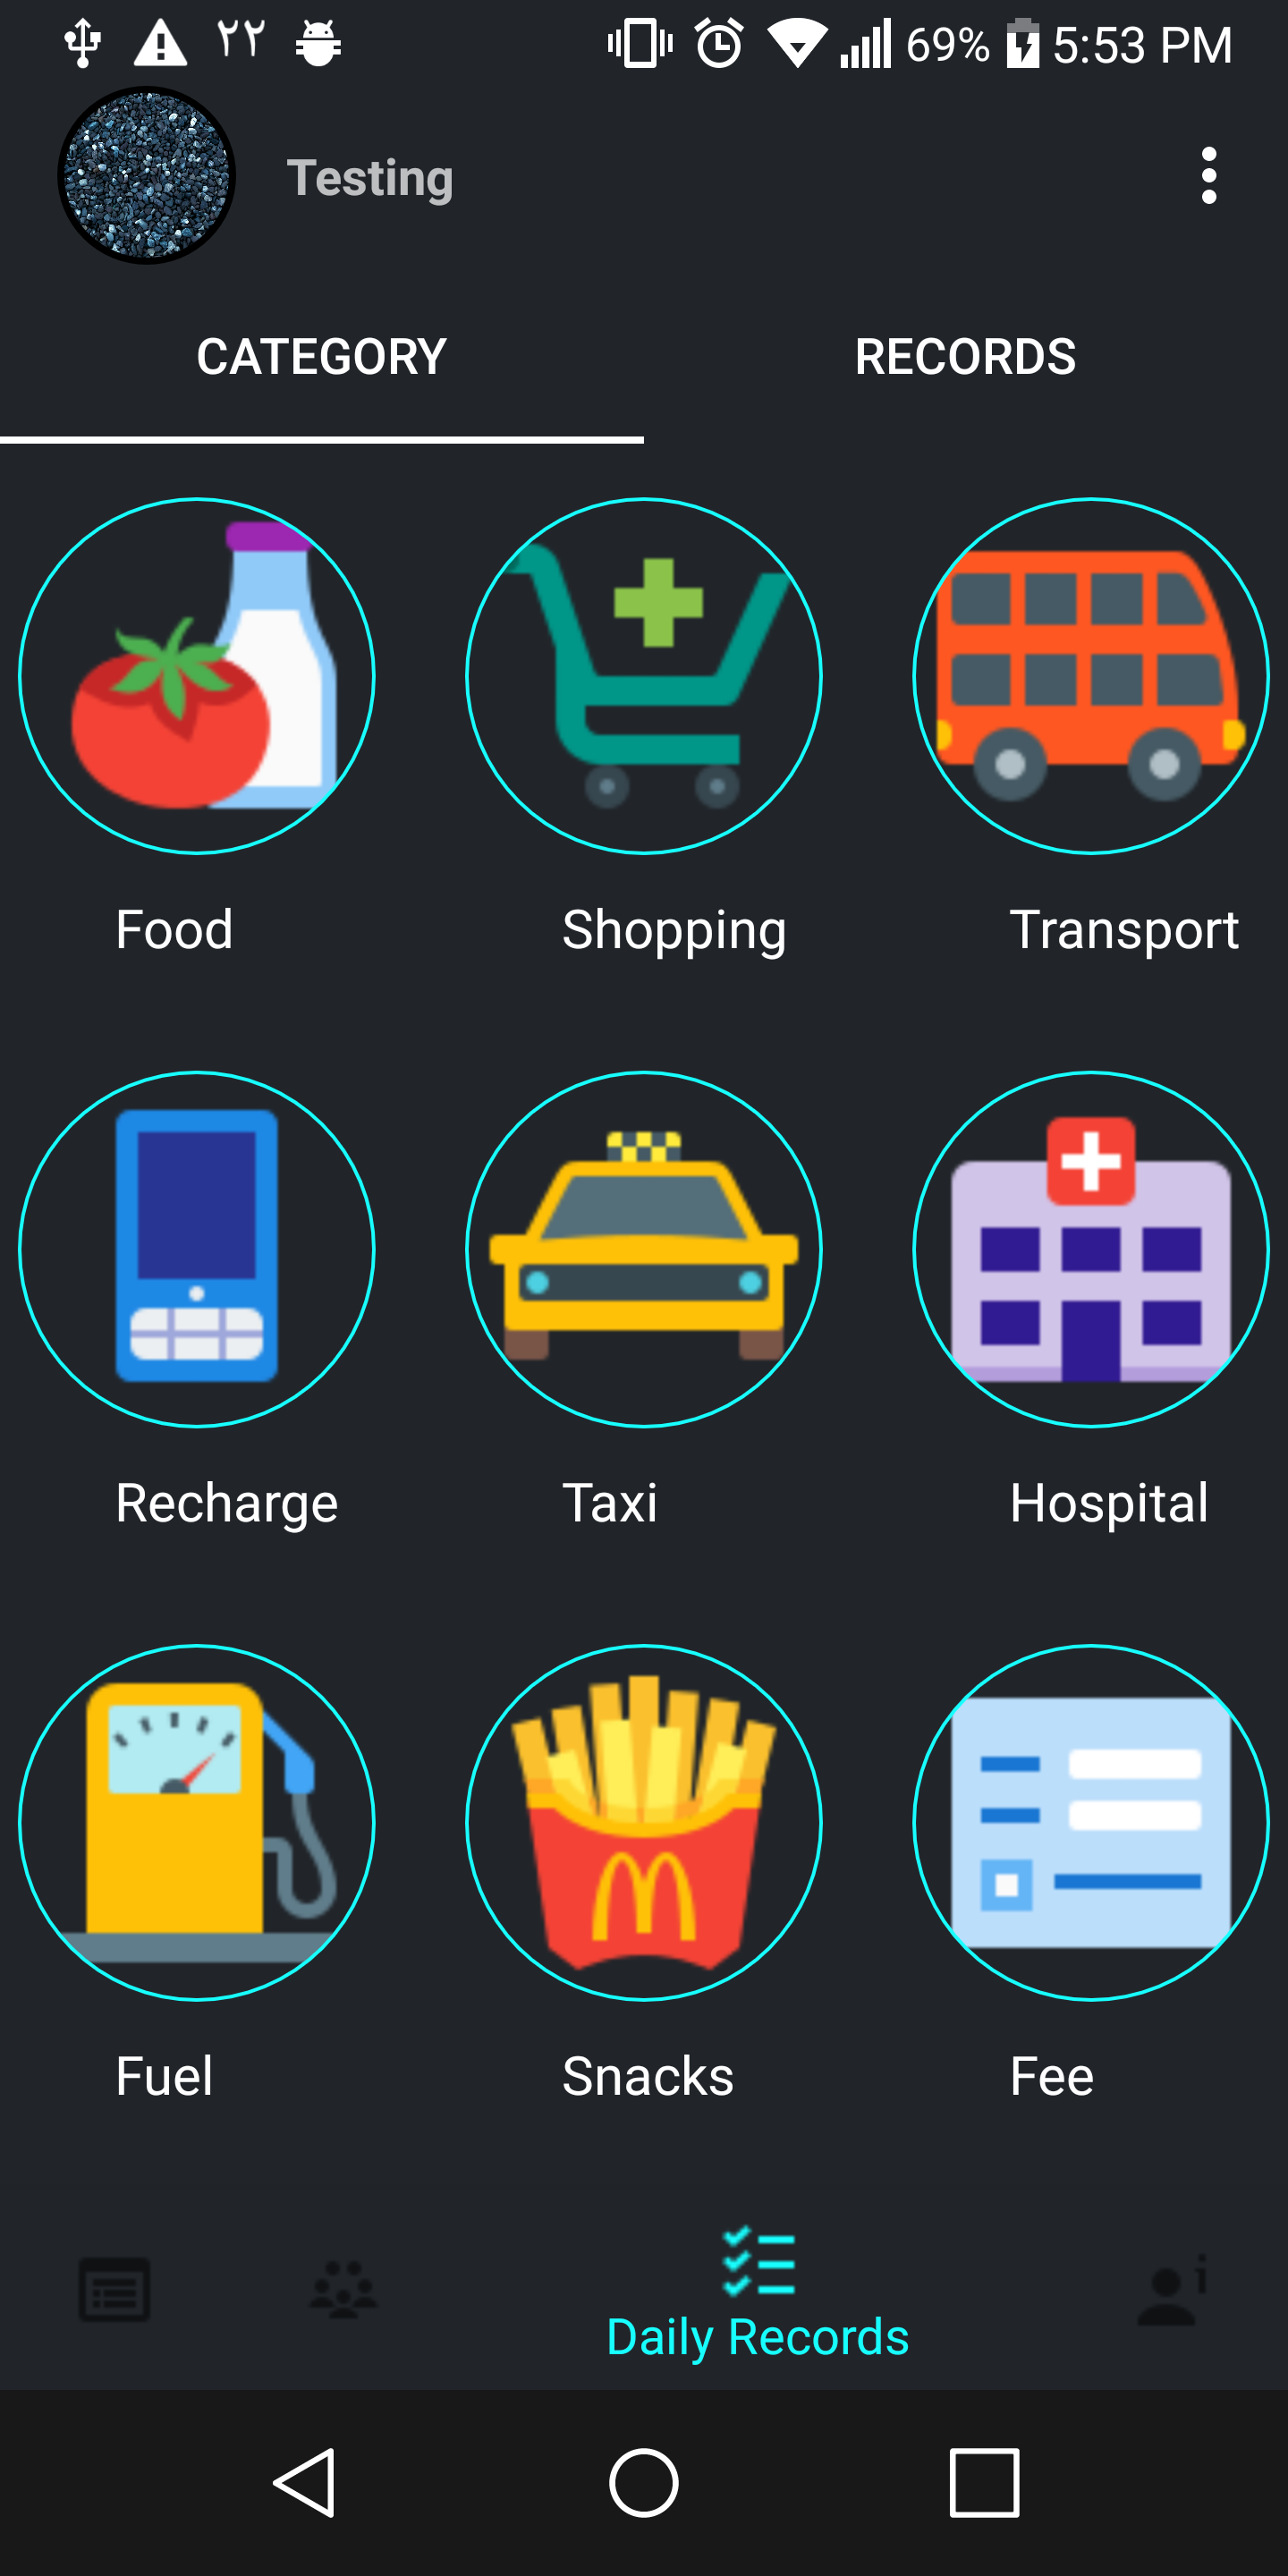 ٢٢ 69% 5:53 PM
Testing
CATEGORY RECORDS
Food Shopping Transport
Recharge Taxi Hospital
Fuel Snacks Fee
Daily Records